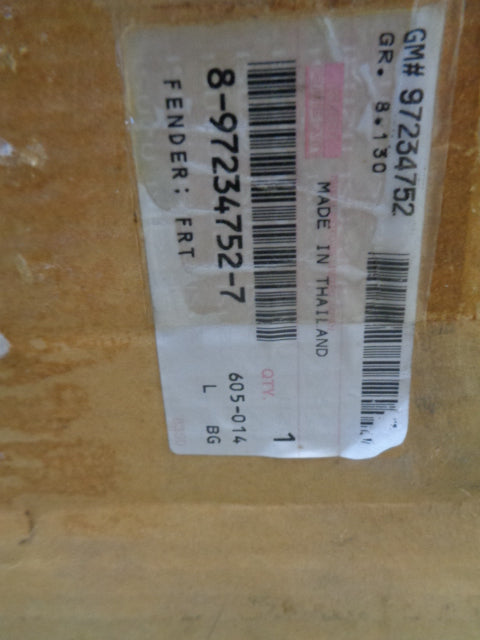 GM# 97234752
GR. 8.130
MADE IN THAILAND
QTY.
1
8-97234752-7
605-014
FENDER; FRT
L BG